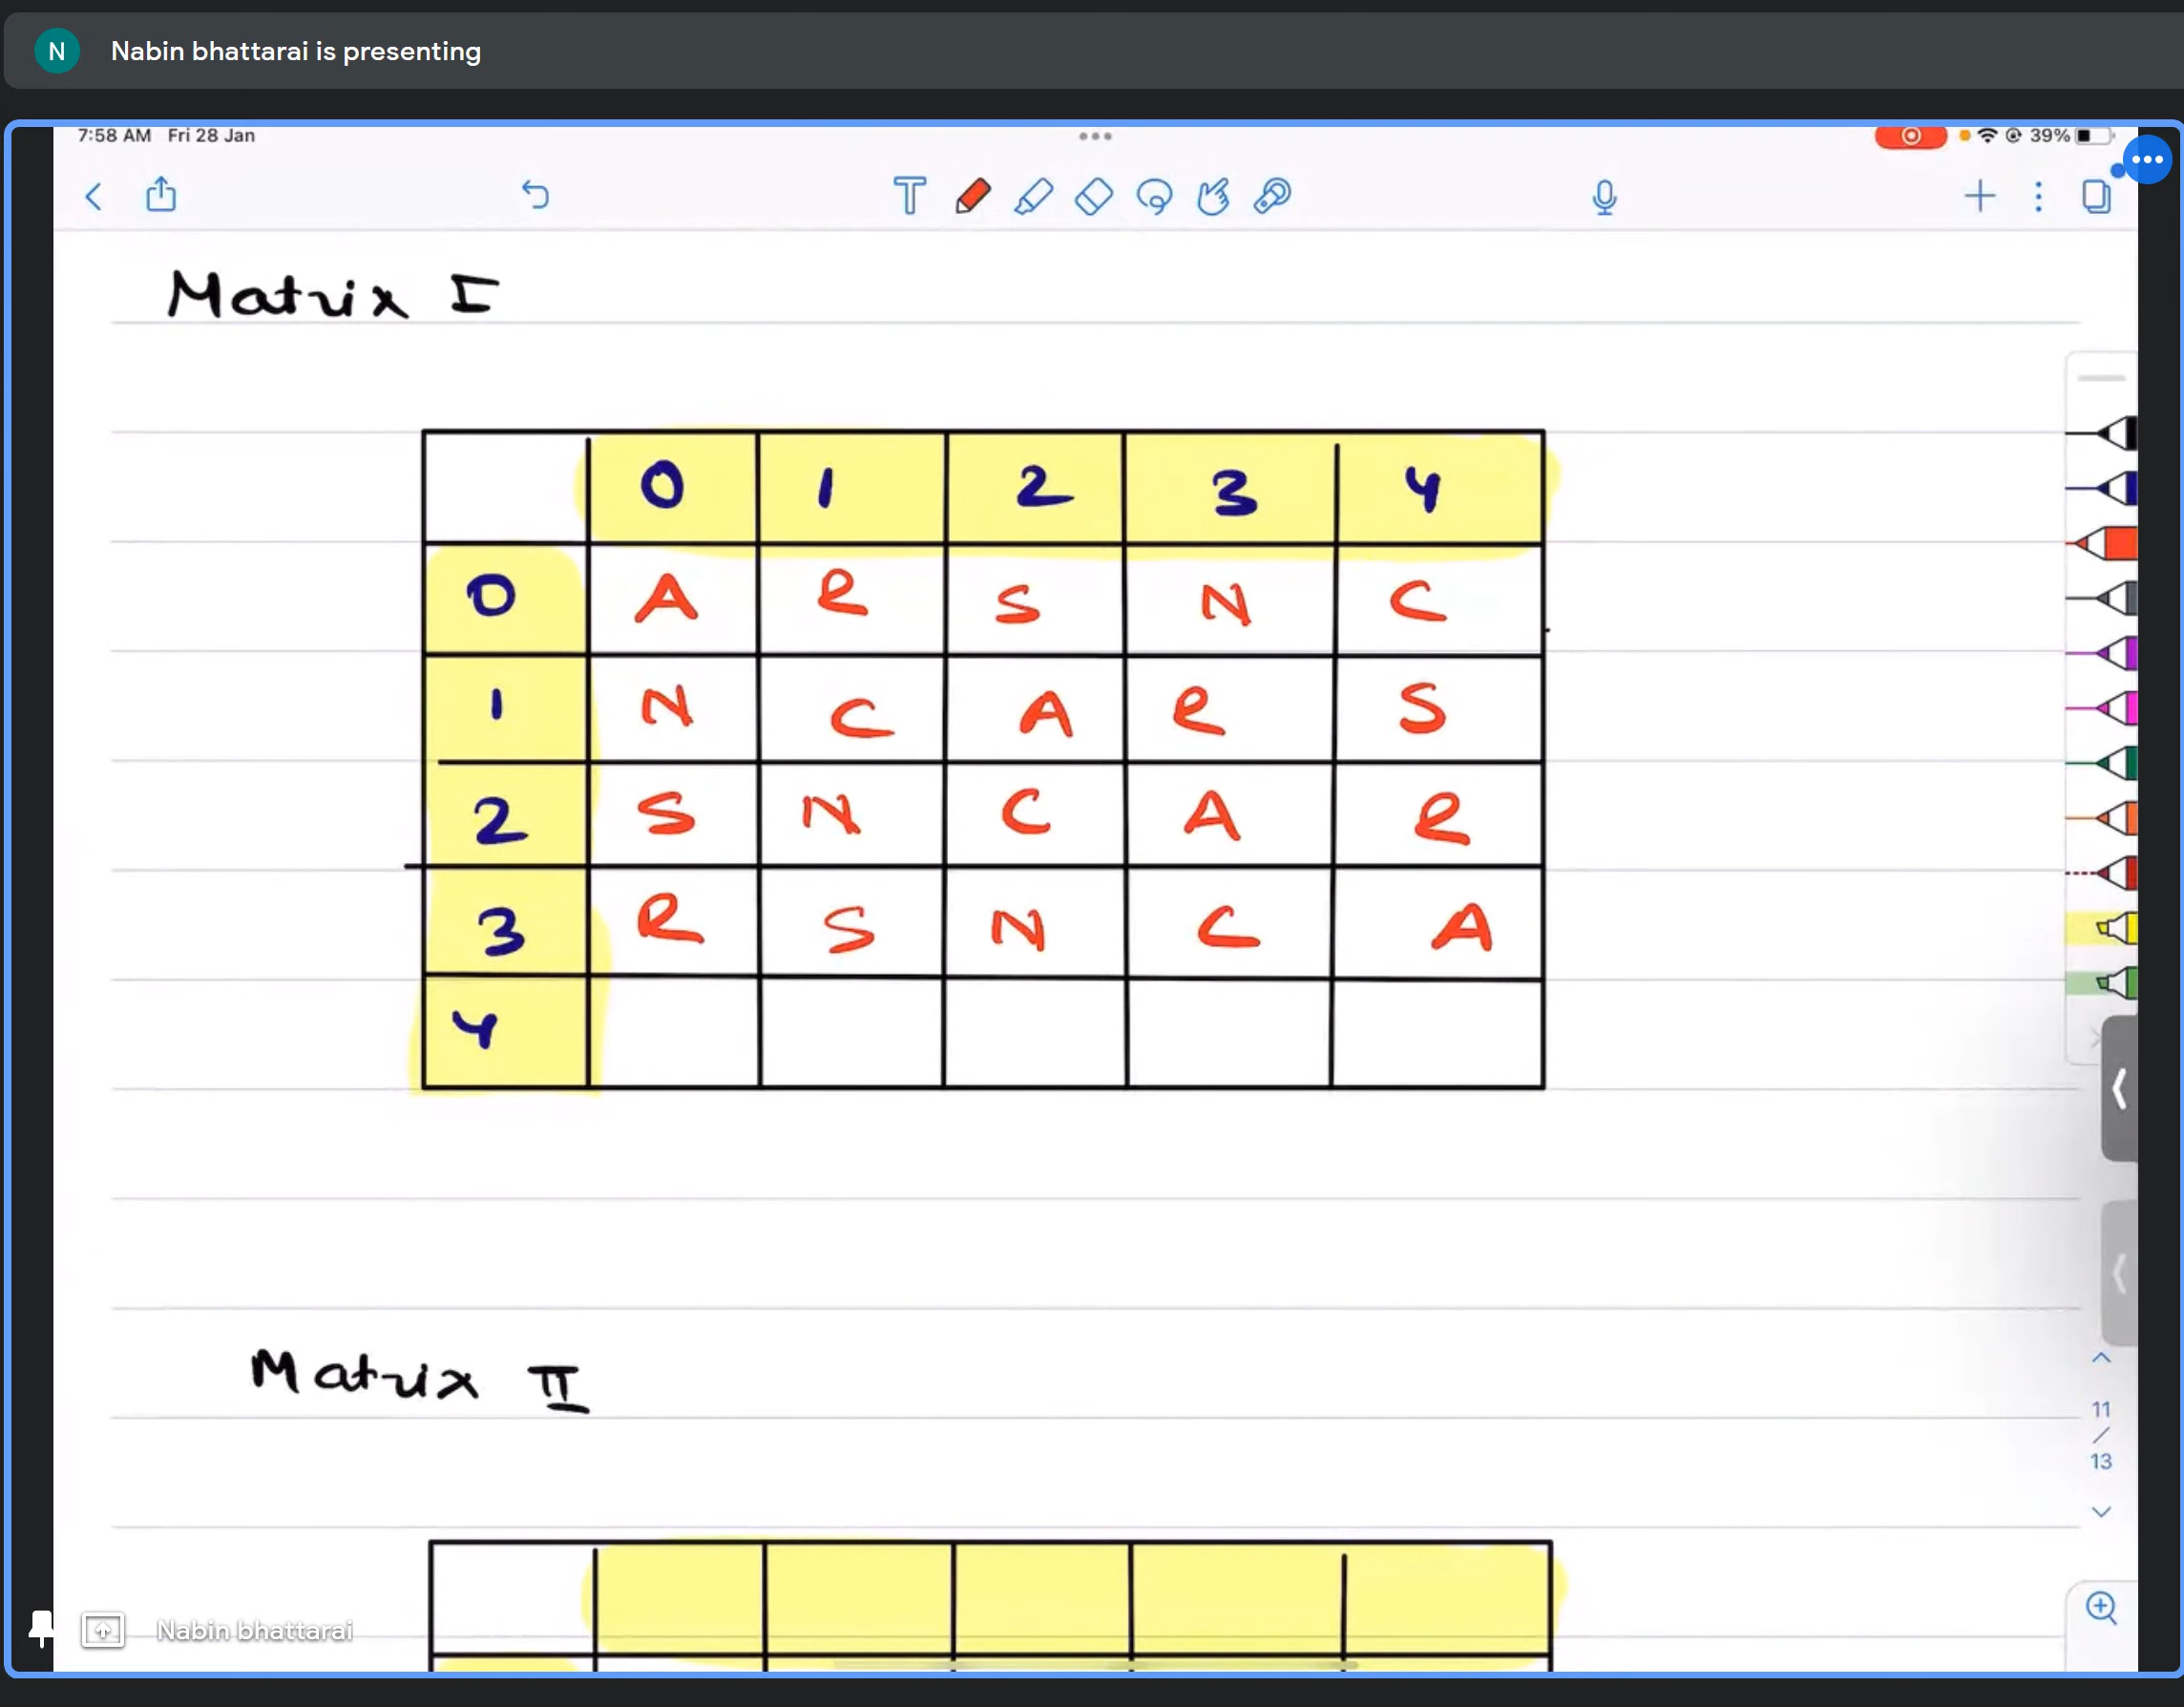 N Nabin bhattarai is presenting
7:58 AM Fri 28 Jan
39%
T
Matrix I
0 1 2 3 4
0 A R S N C
1 N C A R S
2 S N C A R
3 R S N C A
4
Matrix II
11
/
13
Nabin bhattarai